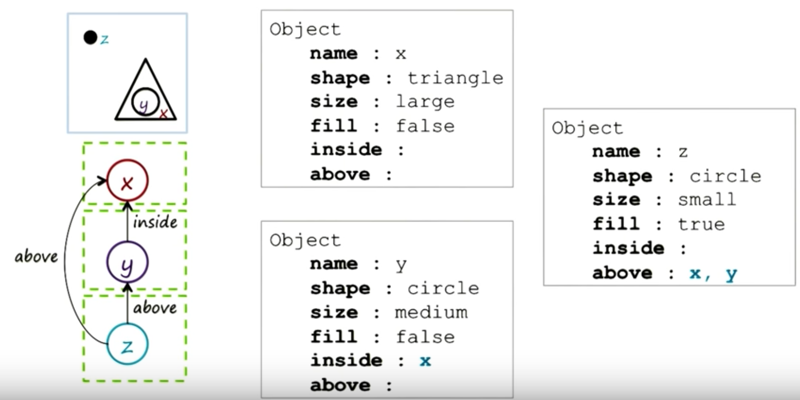 z
y
x
x
inside
y
above
above
z
Object
name : x
shape : triangle
size : large
fill : false
inside :
above :
Object
name : y
shape : circle
size : medium
fill : false
inside : x
above :
Object
name : z
shape : circle
size : small
fill : true
inside :
above : x, y